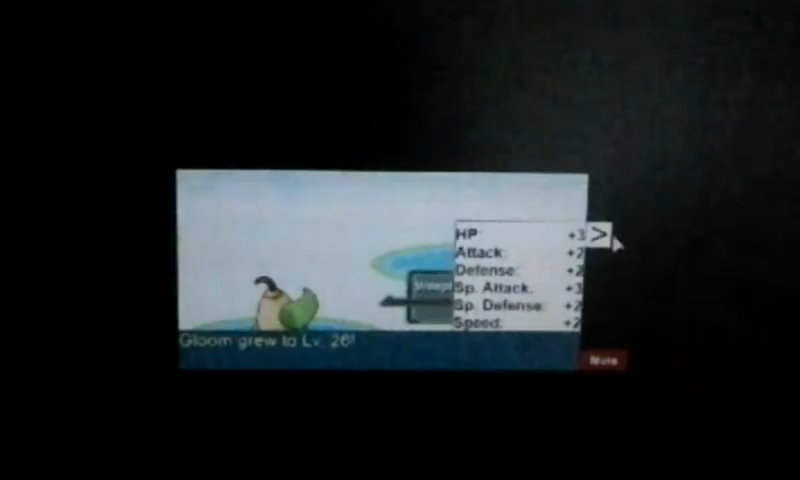 HP: +3 >
Attack: +2
Defense: +2
Sp. Attack: +3
Sp. Defense: +2
Speed: +2
Gloom grew to Lv. 26!
Mute